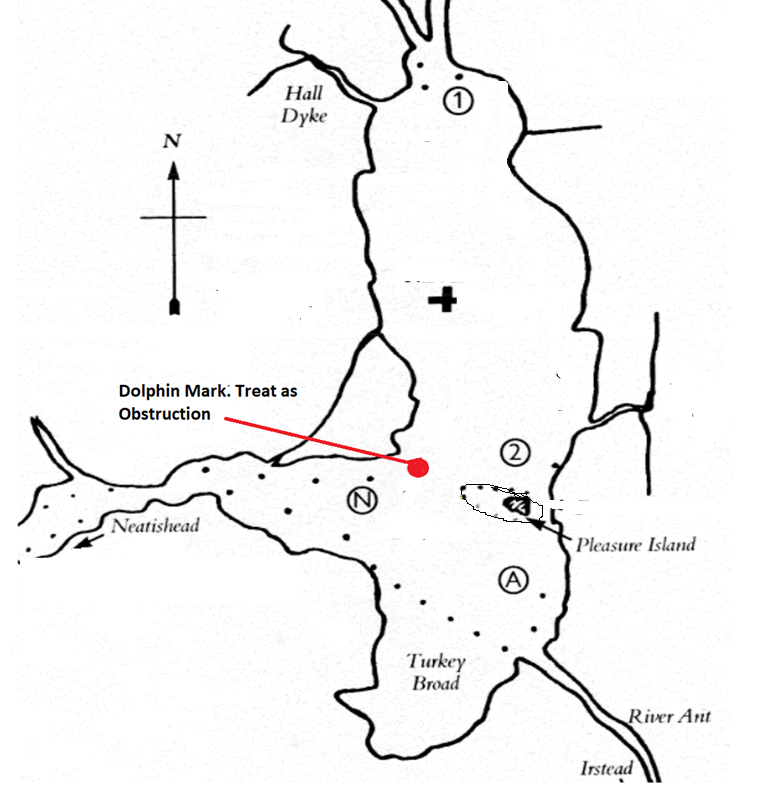 1
Hall
Dyke
N
Dolphin Mark. Treat as
Obstruction
2
N
Neatishead
Pleasure Island
A
Turkey
Broad
River Ant
Irstead